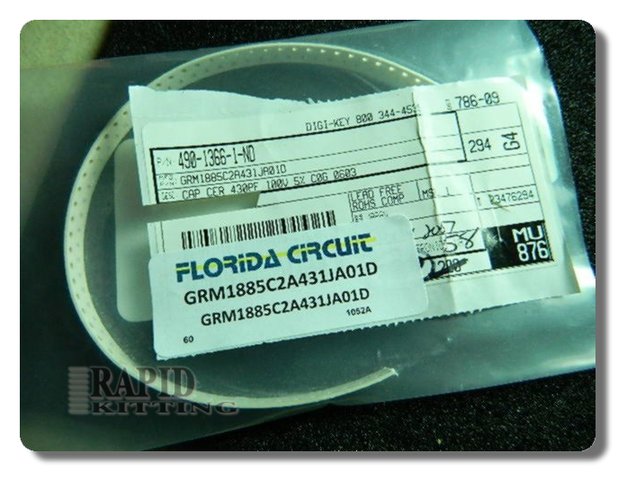 DIGI-KEY 800 344-45
786-09
P/N: 490-1366-1-ND
294
G4
GRM1885C2A431JA01D
CAP CER 430PF 100V 5% C0G 0603
LEAD FREE
ROHS COMP
03476294
MU
876
FLORIDA CIRCUIT
GRM1885C2A431JA01D
GRM1885C2A431JA01D
60
1052A
RAPID
KITTING